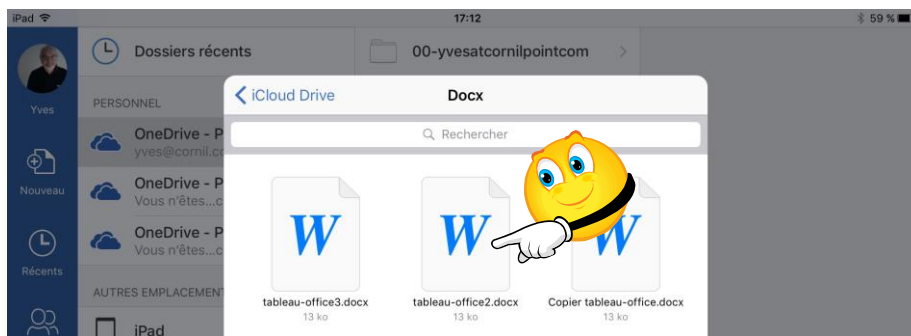 iPad 17:12 59 %
Dossiers récents
00-yvesatcornilpointcom
iCloud Drive
Docx
Yves
PERSONNEL
Rechercher
OneDrive - P
yves@cornil.co
Nouveau
OneDrive - P
Vous n'êtes...c
OneDrive - P
Vous n'êtes...c
Récents
AUTRES EMPLACEMEN
iPad
W
W
W
tableau-office3.docx
13 ko
tableau-office2.docx
13 ko
Copier tableau-office.docx
13 ko